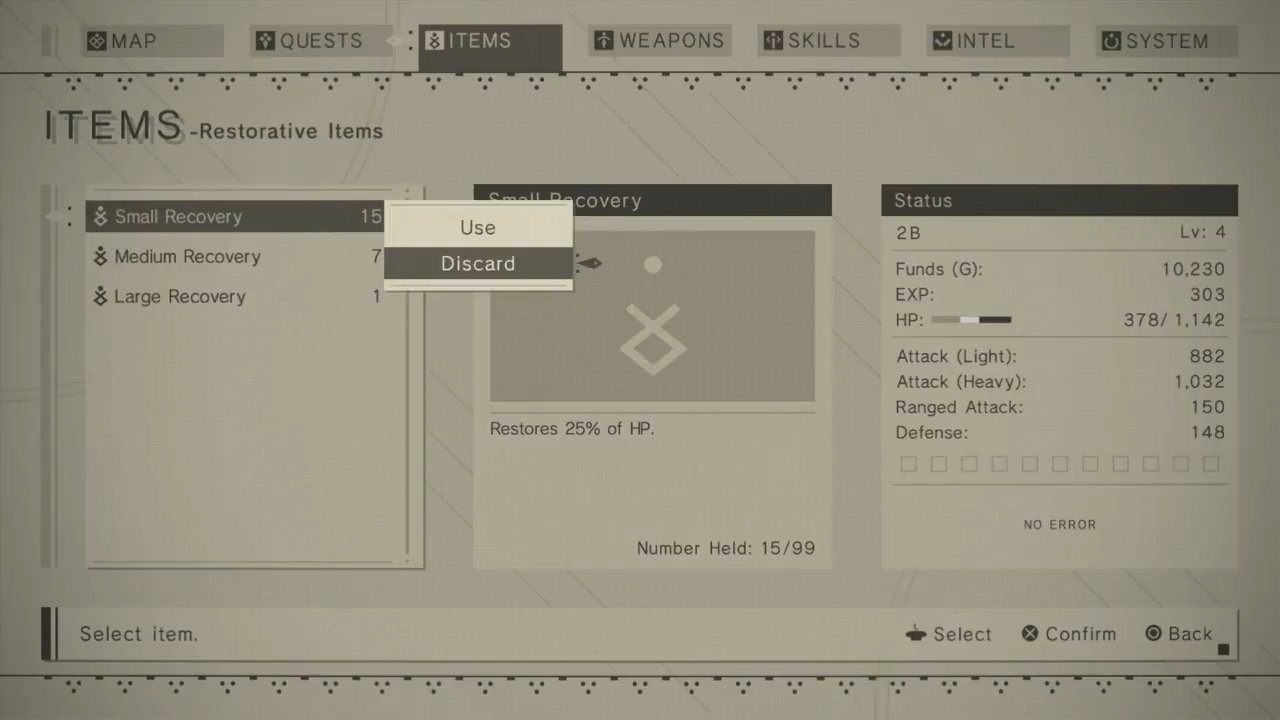 MAP QUESTS ITEMS WEAPONS SKILLS INTEL SYSTEM
ITEMS -Restorative Items
Small Recovery 15
Medium Recovery 7
Large Recovery 1
Use
Discard
Small Recovery
Restores 25% of HP.
Number Held: 15/99
Status
2B Lv: 4
Funds (G): 10,230
EXP: 303
HP: 378/ 1,142
Attack (Light): 882
Attack (Heavy): 1,032
Ranged Attack: 150
Defense: 148
NO ERROR
Select item.
Select Confirm Back